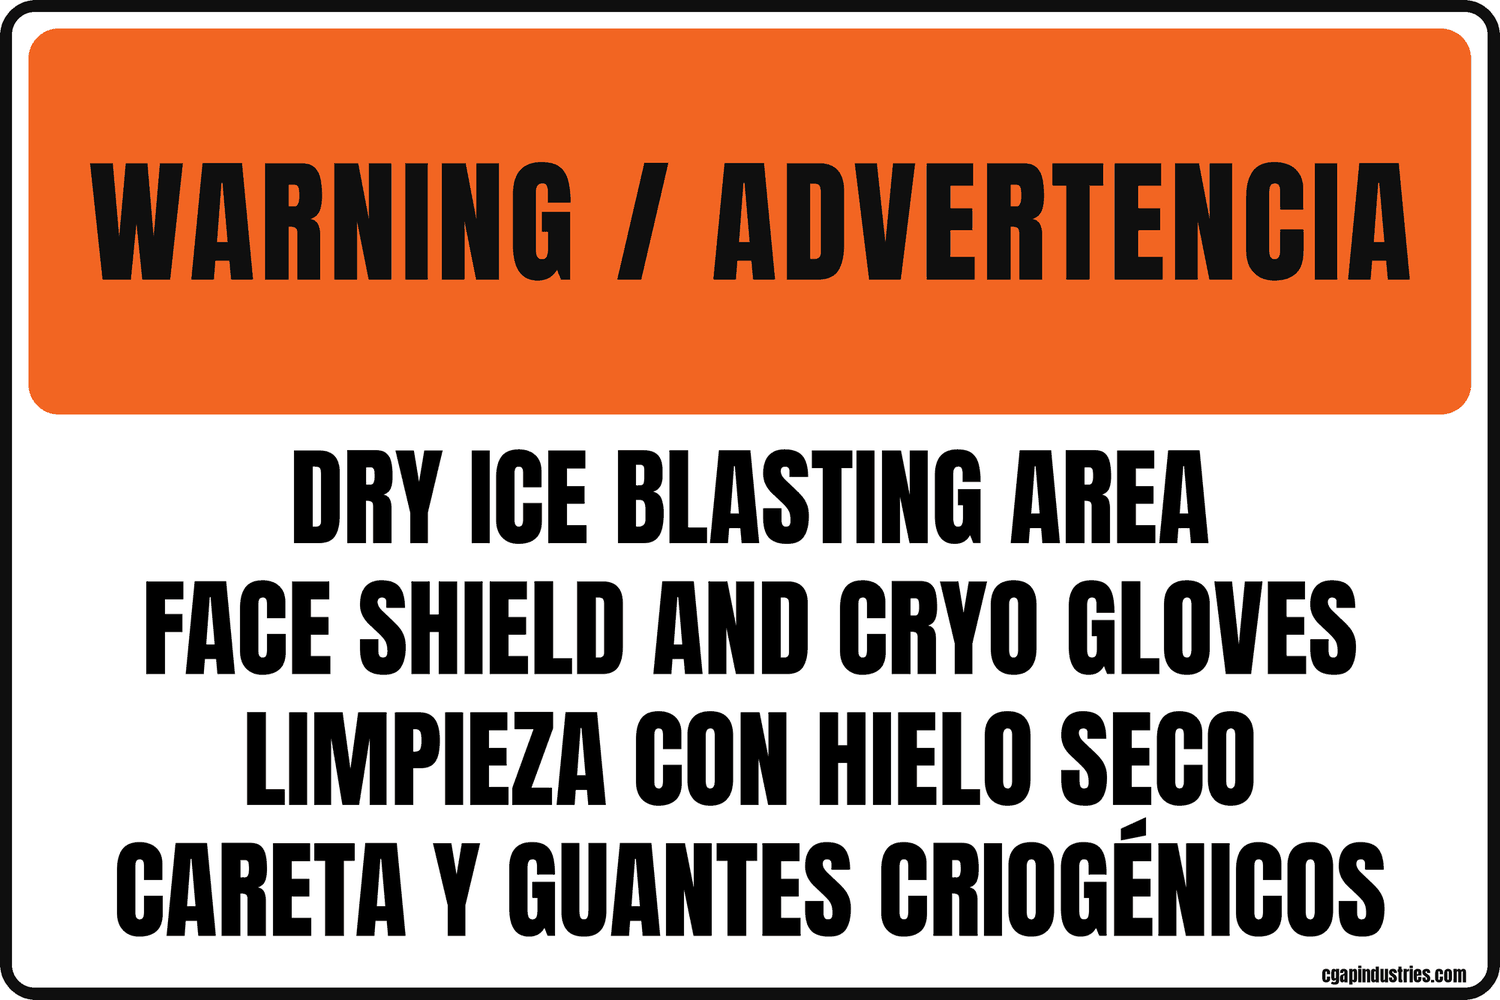 WARNING / ADVERTENCIA
DRY ICE BLASTING AREA
FACE SHIELD AND CRYO GLOVES
LIMPIEZA CON HIELO SECO
CARETA Y GUANTES CRIOGÉNICOS
cgapindustries.com